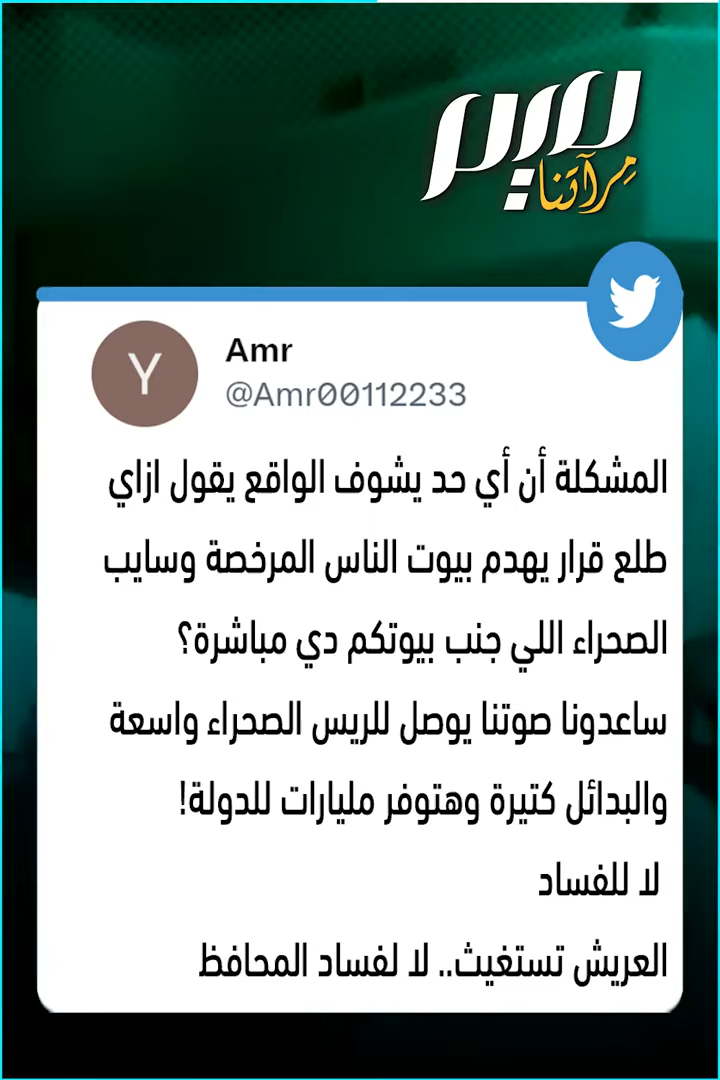 سيم
مِرآتنا
Y
Amr
@Amr00112233
المشكلة أن أي حد يشوف الواقع يقول ازاي
طلع قرار يهدم بيوت الناس المرخصة وسايب
الصحراء اللي جنب بيوتكم دي مباشرة؟
ساعدونا صوتنا يوصل للريس الصحراء واسعة
والبدائل كتيرة وهتوفر مليارات للدولة!
لا للفساد
العريش تستغيث.. لا لفساد المحافظ